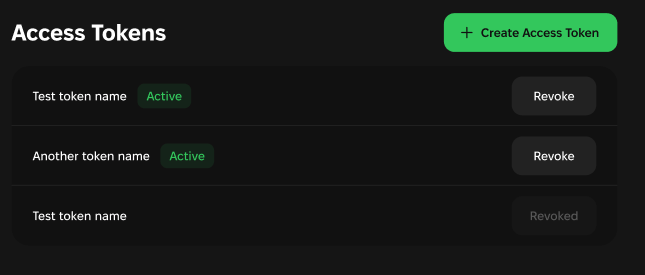 Access Tokens
+ Create Access Token
Test token name Active Revoke
Another token name Active Revoke
Test token name Revoked